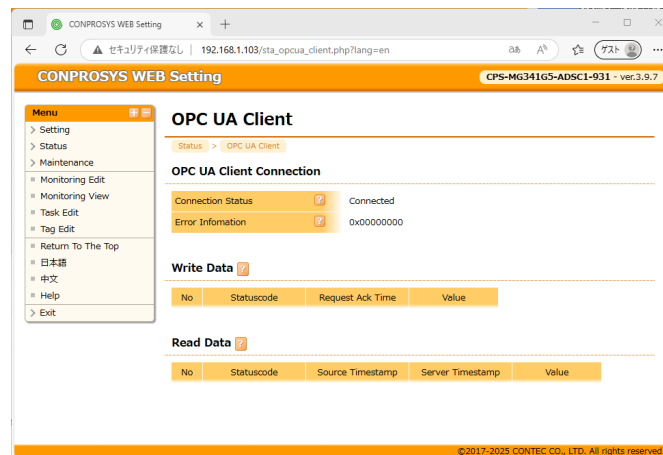 CONPROSYS WEB Setting
セキュリティ保護なし
192.168.1.103/sta_opcua_client.php?lang=en
ゲスト
CONPROSYS WEB Setting
CPS-MG341G5-ADSC1-931 - ver.3.9.7
Menu
Setting
Status
Maintenance
Monitoring Edit
Monitoring View
Task Edit
Tag Edit
Return To The Top
日本語
中文
Help
Exit
OPC UA Client
Status > OPC UA Client
OPC UA Client Connection
Connection Status ? Connected
Error Infomation ? 0x00000000
Write Data ?
No Statuscode Request Ack Time Value
Read Data ?
No Statuscode Source Timestamp Server Timestamp Value
©2017-2025 CONTEC CO., LTD. All rights reserved